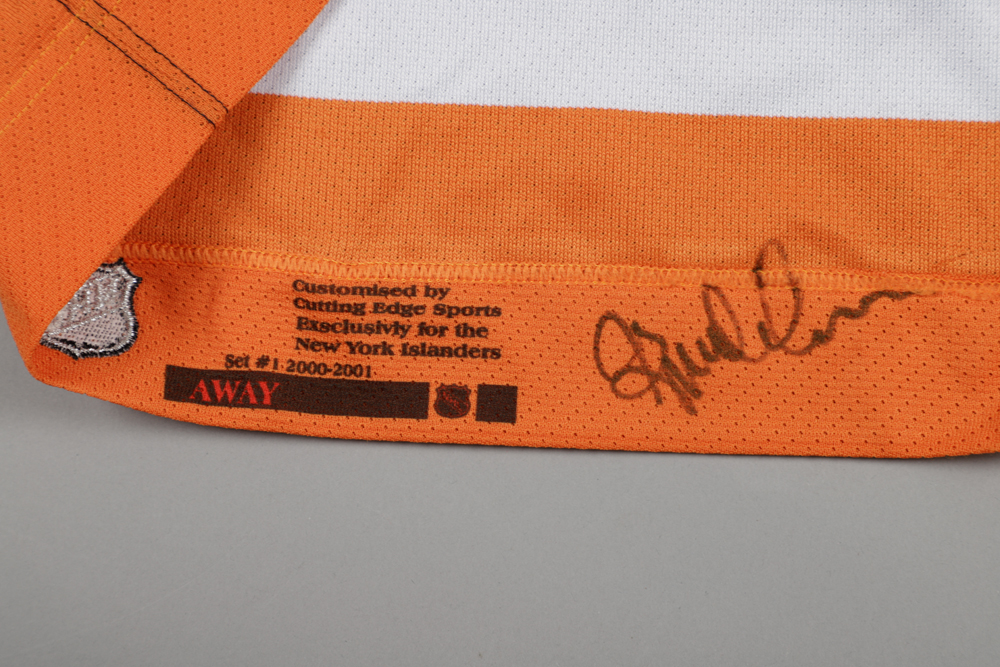 Customised by
Cutting Edge Sports
Exsclusivly for the
New York Islanders
Set #1 2000-2001
AWAY